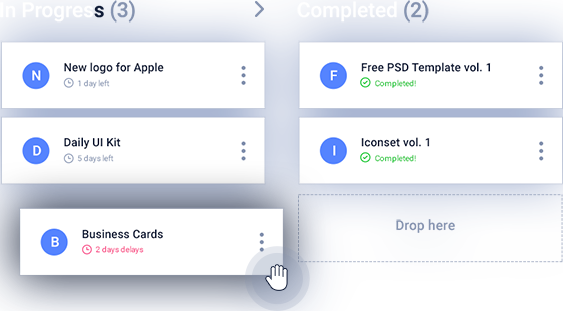 In Progress (3)
Completed (2)
N
New logo for Apple
1 day left
F
Free PSD Template vol. 1
Completed!
D
Daily UI Kit
5 days left
I
Iconset vol. 1
Completed!
B
Business Cards
2 days delays
Drop here